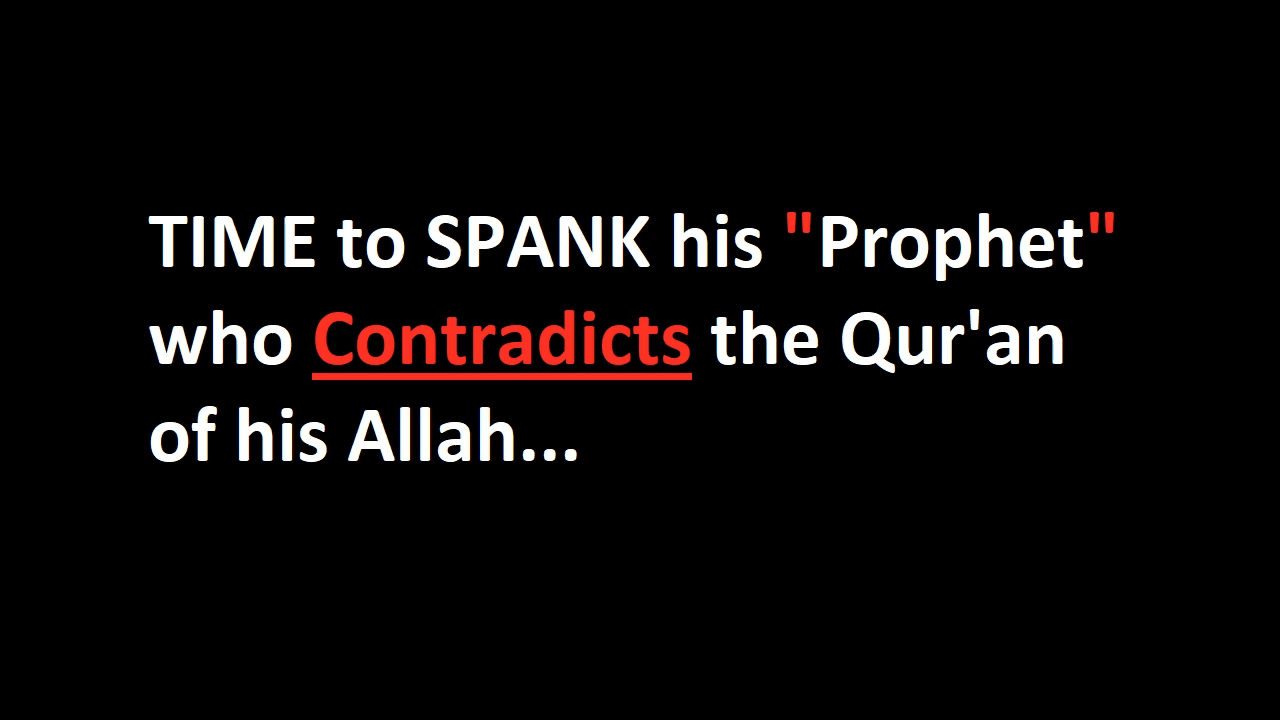 TIME to SPANK his "Prophet"
who Contradicts the Qur'an
of his Allah...